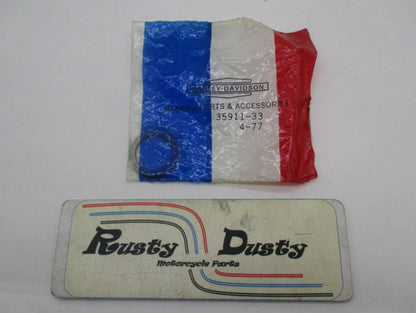 HARLEY-DAVIDSON
GENUINE PARTS & ACCESSORIES
35911-33
4-77
Rusty Dusty
Motorcycle Parts